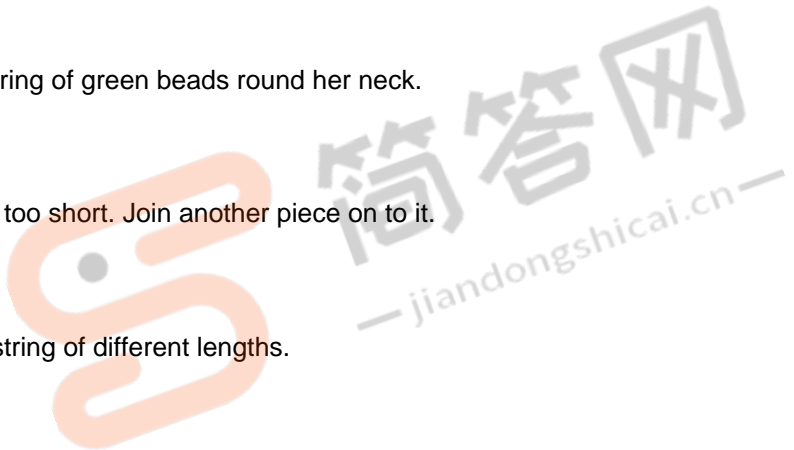 ring of green beads round her neck.
简答网
too short. Join another piece on to it.
jiandongshicai.cn
string of different lengths.